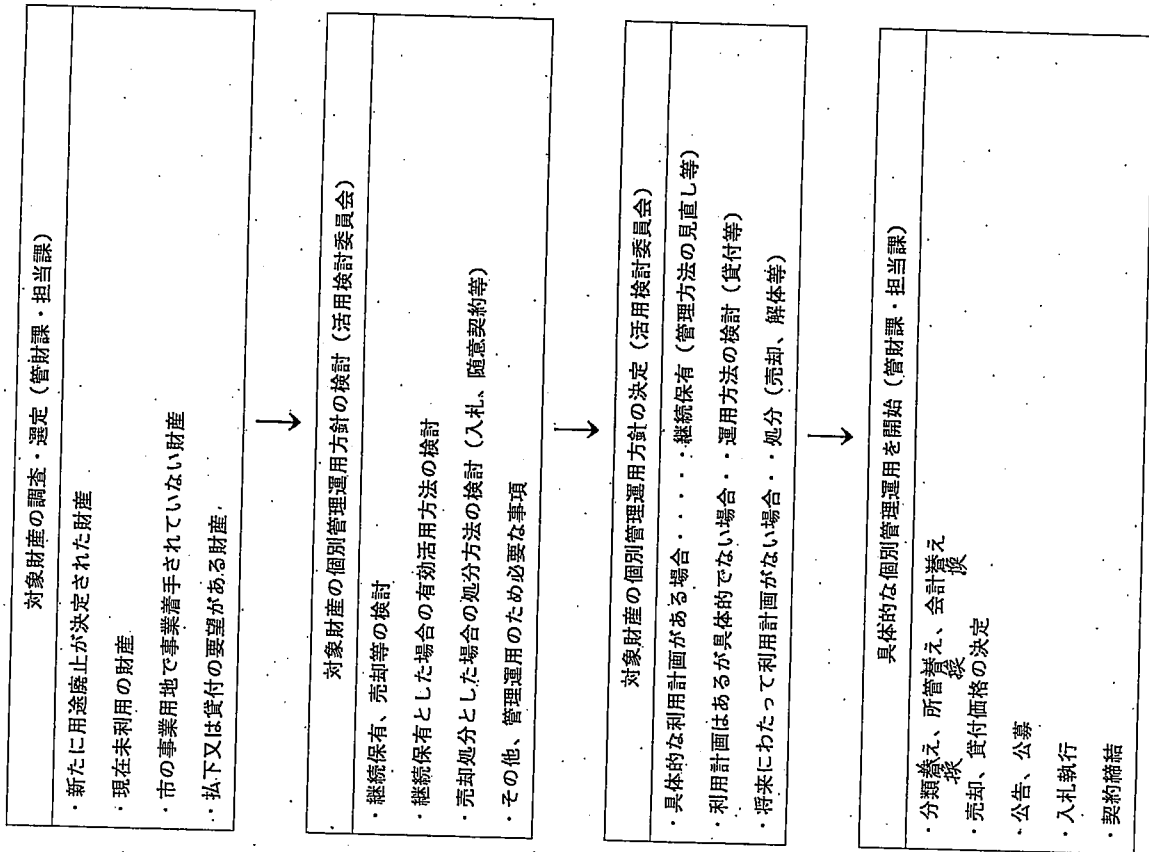 対象財産の調査・選定（管財課・担当課）
・新たに用途廃止が決定された財産
・現在未利用の財産
・市の事業用地で事業着手されていない財産
・払下又は貸付の要望がある財産
↓
対象財産の個別管理運用方針の検討（活用検討委員会）
・継続保有、売却等の検討
・継続保有とした場合の有効活用方法の検討
・売却処分とした場合の処分方法の検討（入札、随意契約等）
・その他、管理運用のため必要な事項
↓
対象財産の個別管理運用方針の決定（活用検討委員会）
・具体的な利用計画がある場合・・・・・継続保有（管理方法の見直し等）
・利用計画はあるが具体的でない場合・・運用方法の検討（貸付等）
・将来にわたって利用計画がない場合・・処分（売却、解体等）
↓
具体的な個別管理運用を開始（管財課・担当課）
・分類替え、所管替え、会計替え
換 換 換
・売却、貸付価格の決定
・公告、公募
・入札執行
・契約締結